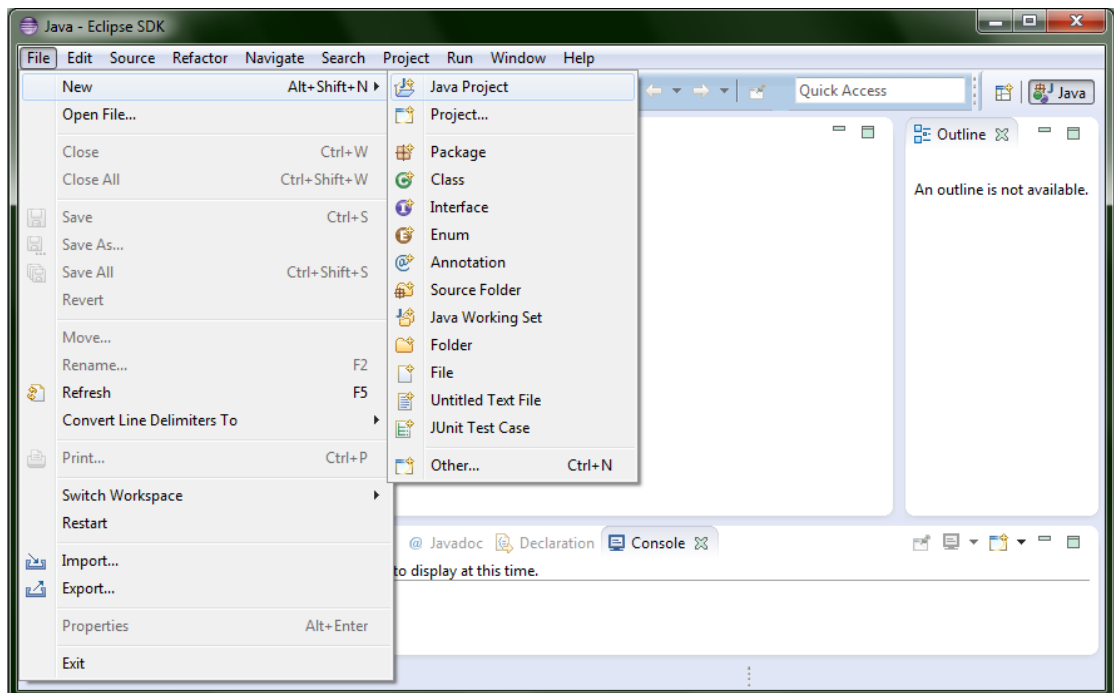 Java - Eclipse SDK
File Edit Source Refactor Navigate Search Project Run Window Help
New Alt+Shift+N
Open File...
Close Ctrl+W
Close All Ctrl+Shift+W
Save Ctrl+S
Save As...
Save All Ctrl+Shift+S
Revert
Move...
Rename... F2
Refresh F5
Convert Line Delimiters To
Print... Ctrl+P
Switch Workspace
Restart
Import...
Export...
Properties Alt+Enter
Exit
Java Project
Project...
Package
Class
Interface
Enum
Annotation
Source Folder
Java Working Set
Folder
File
Untitled Text File
JUnit Test Case
Other... Ctrl+N
Quick Access
Java
Outline
An outline is not available.
@ Javadoc Declaration Console
to display at this time.